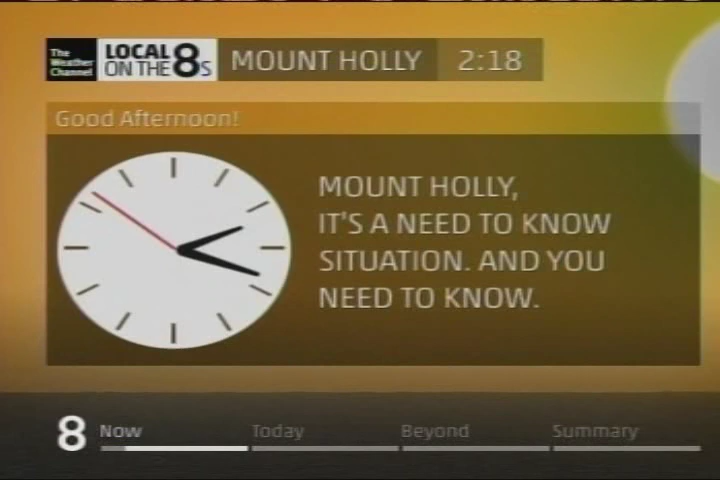 The
Weather
Channel
LOCAL
ON THE 8s
MOUNT HOLLY 2:18
Good Afternoon!
MOUNT HOLLY,
IT'S A NEED TO KNOW
SITUATION. AND YOU
NEED TO KNOW.
8 Now Today Beyond Summary